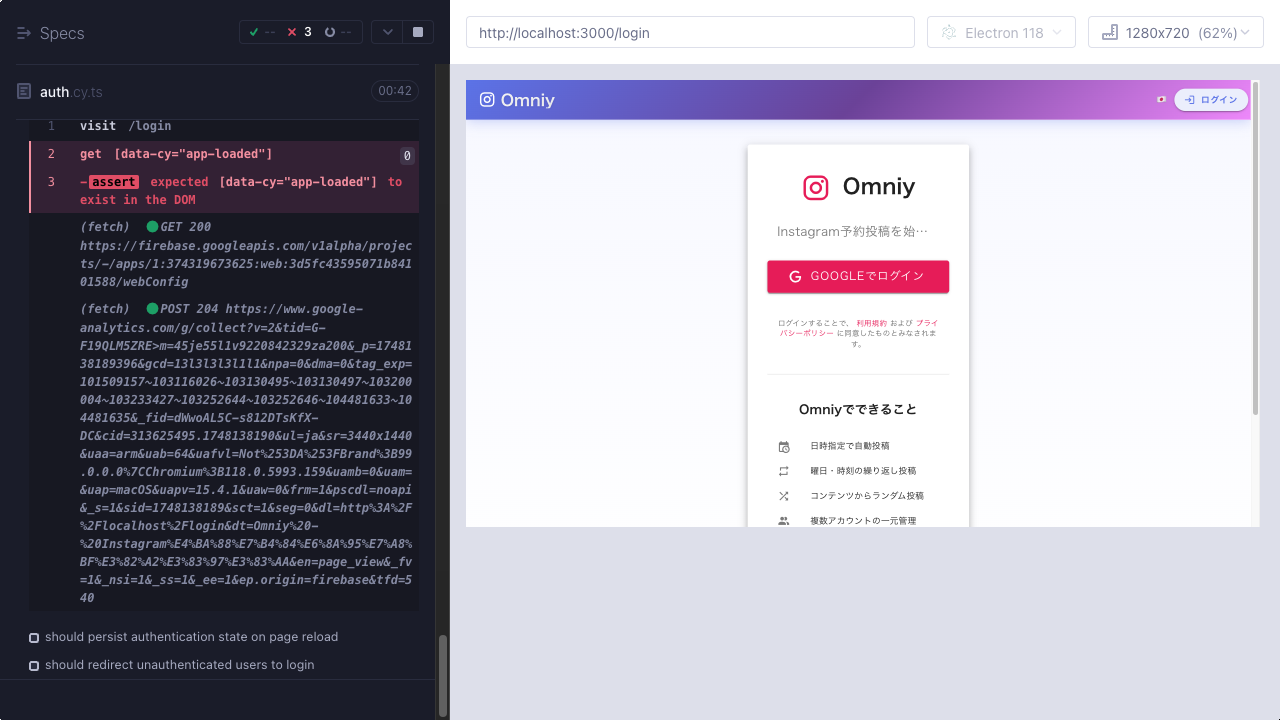 Specs
-- 3 --
auth.cy.ts 00:42
1 visit /login
2 get [data-cy="app-loaded"] 0
3 -assert expected [data-cy="app-loaded"] to
exist in the DOM
(fetch) GET 200
https://firebase.googleapis.com/v1alpha/projec
ts/-/apps/1:374319673625:web:3d5fc43595071b841
01588/webConfig
(fetch) POST 204 https://www.google-
analytics.com/g/collect?v=2&tid=G-
F19QLM5ZRE>m=45je55l1v9220842329za200&_p=1748
138189396&gcd=13l3l3l3l1l1&npa=0&dma=0&tag_exp=
101509157~103116026~103130495~103130497~103200
004~103233427~103252644~103252646~104481633~10
4481635&_fid=dWwoAL5C-s812DTsKfX-
DC&cid=313625495.1748138190&ul=ja&sr=3440x1440
&uaa=arm&uab=64&uafvl=Not%253DA%253FBrand%3B99
.0.0.0%7CChromium%3B118.0.5993.159&uamb=0&uam=
&uap=macOS&uapv=15.4.1&uaw=0&frm=1&pscdl=noapi
&_s=1&sid=1748138189&sct=1&seg=0&dl=http%3A%2F
%2Flocalhost%2Flogin&dt=Omniy%20-
%20Instagram%E4%BA%88%E7%B4%84%E6%8A%95%E7%A8%
BF%E3%82%A2%E3%83%97%E3%83%AA&en=page_view&_fv
=1&_nsi=1&_ss=1&_ee=1&ep.origin=firebase&tfd=5
40
should persist authentication state on page reload
should redirect unauthenticated users to login
http://localhost:3000/login
Electron 118
1280x720 (62%)
Omniy
ログイン
Omniy
Instagram予約投稿を始…
GOOGLEでログイン
ログインすることで、 利用規約 および プライ
バシーポリシー に同意したものとみなされま
す。
Omniyでできること
日時指定で自動投稿
曜日・時刻の繰り返し投稿
コンテンツからランダム投稿
複数アカウントの一元管理